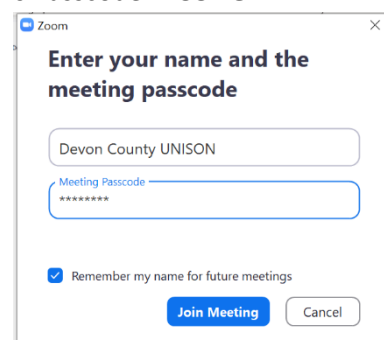 Zoom
Enter your name and the
meeting passcode
Devon County UNISON
Meeting Passcode
********
Remember my name for future meetings
Join Meeting
Cancel